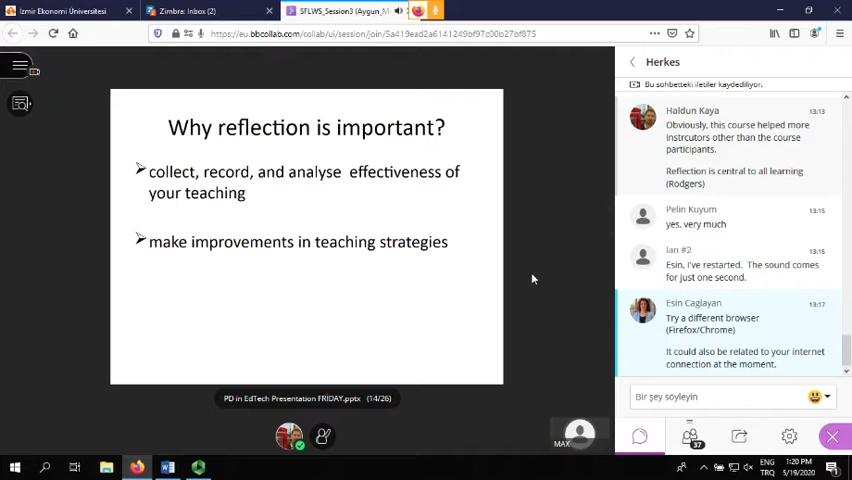 İzmir Ekonomi Üniversitesi
Zimbra: Inbox (2)
SFLWS_Session3 (Aygun_M
https://eu.bbcollab.com/collab/ui/session/join/5a419ead2a6141249bf97c00b27bf875
Why reflection is important?
collect, record, and analyse effectiveness of
your teaching
make improvements in teaching strategies
PD in EdTech Presentation FRIDAY.pptx (14/26)
MAX
Herkes
Bu sohbetteki iletiler kaydediliyor.
Haldun Kaya 13:13
Obviously, this course helped more
instrcutors other than the course
participants.
Reflection is central to all learning
(Rodgers)
Pelin Kuyum 13:15
yes, very much
Ian #2 13:15
Esin, I've restarted. The sound comes
for just one second.
Esin Caglayan 13:17
Try a different browser
(Firefox/Chrome)
It could also be related to your internet
connection at the moment.
Bir şey söyleyin
37
ENG 1:20 PM
TRQ 5/19/2020